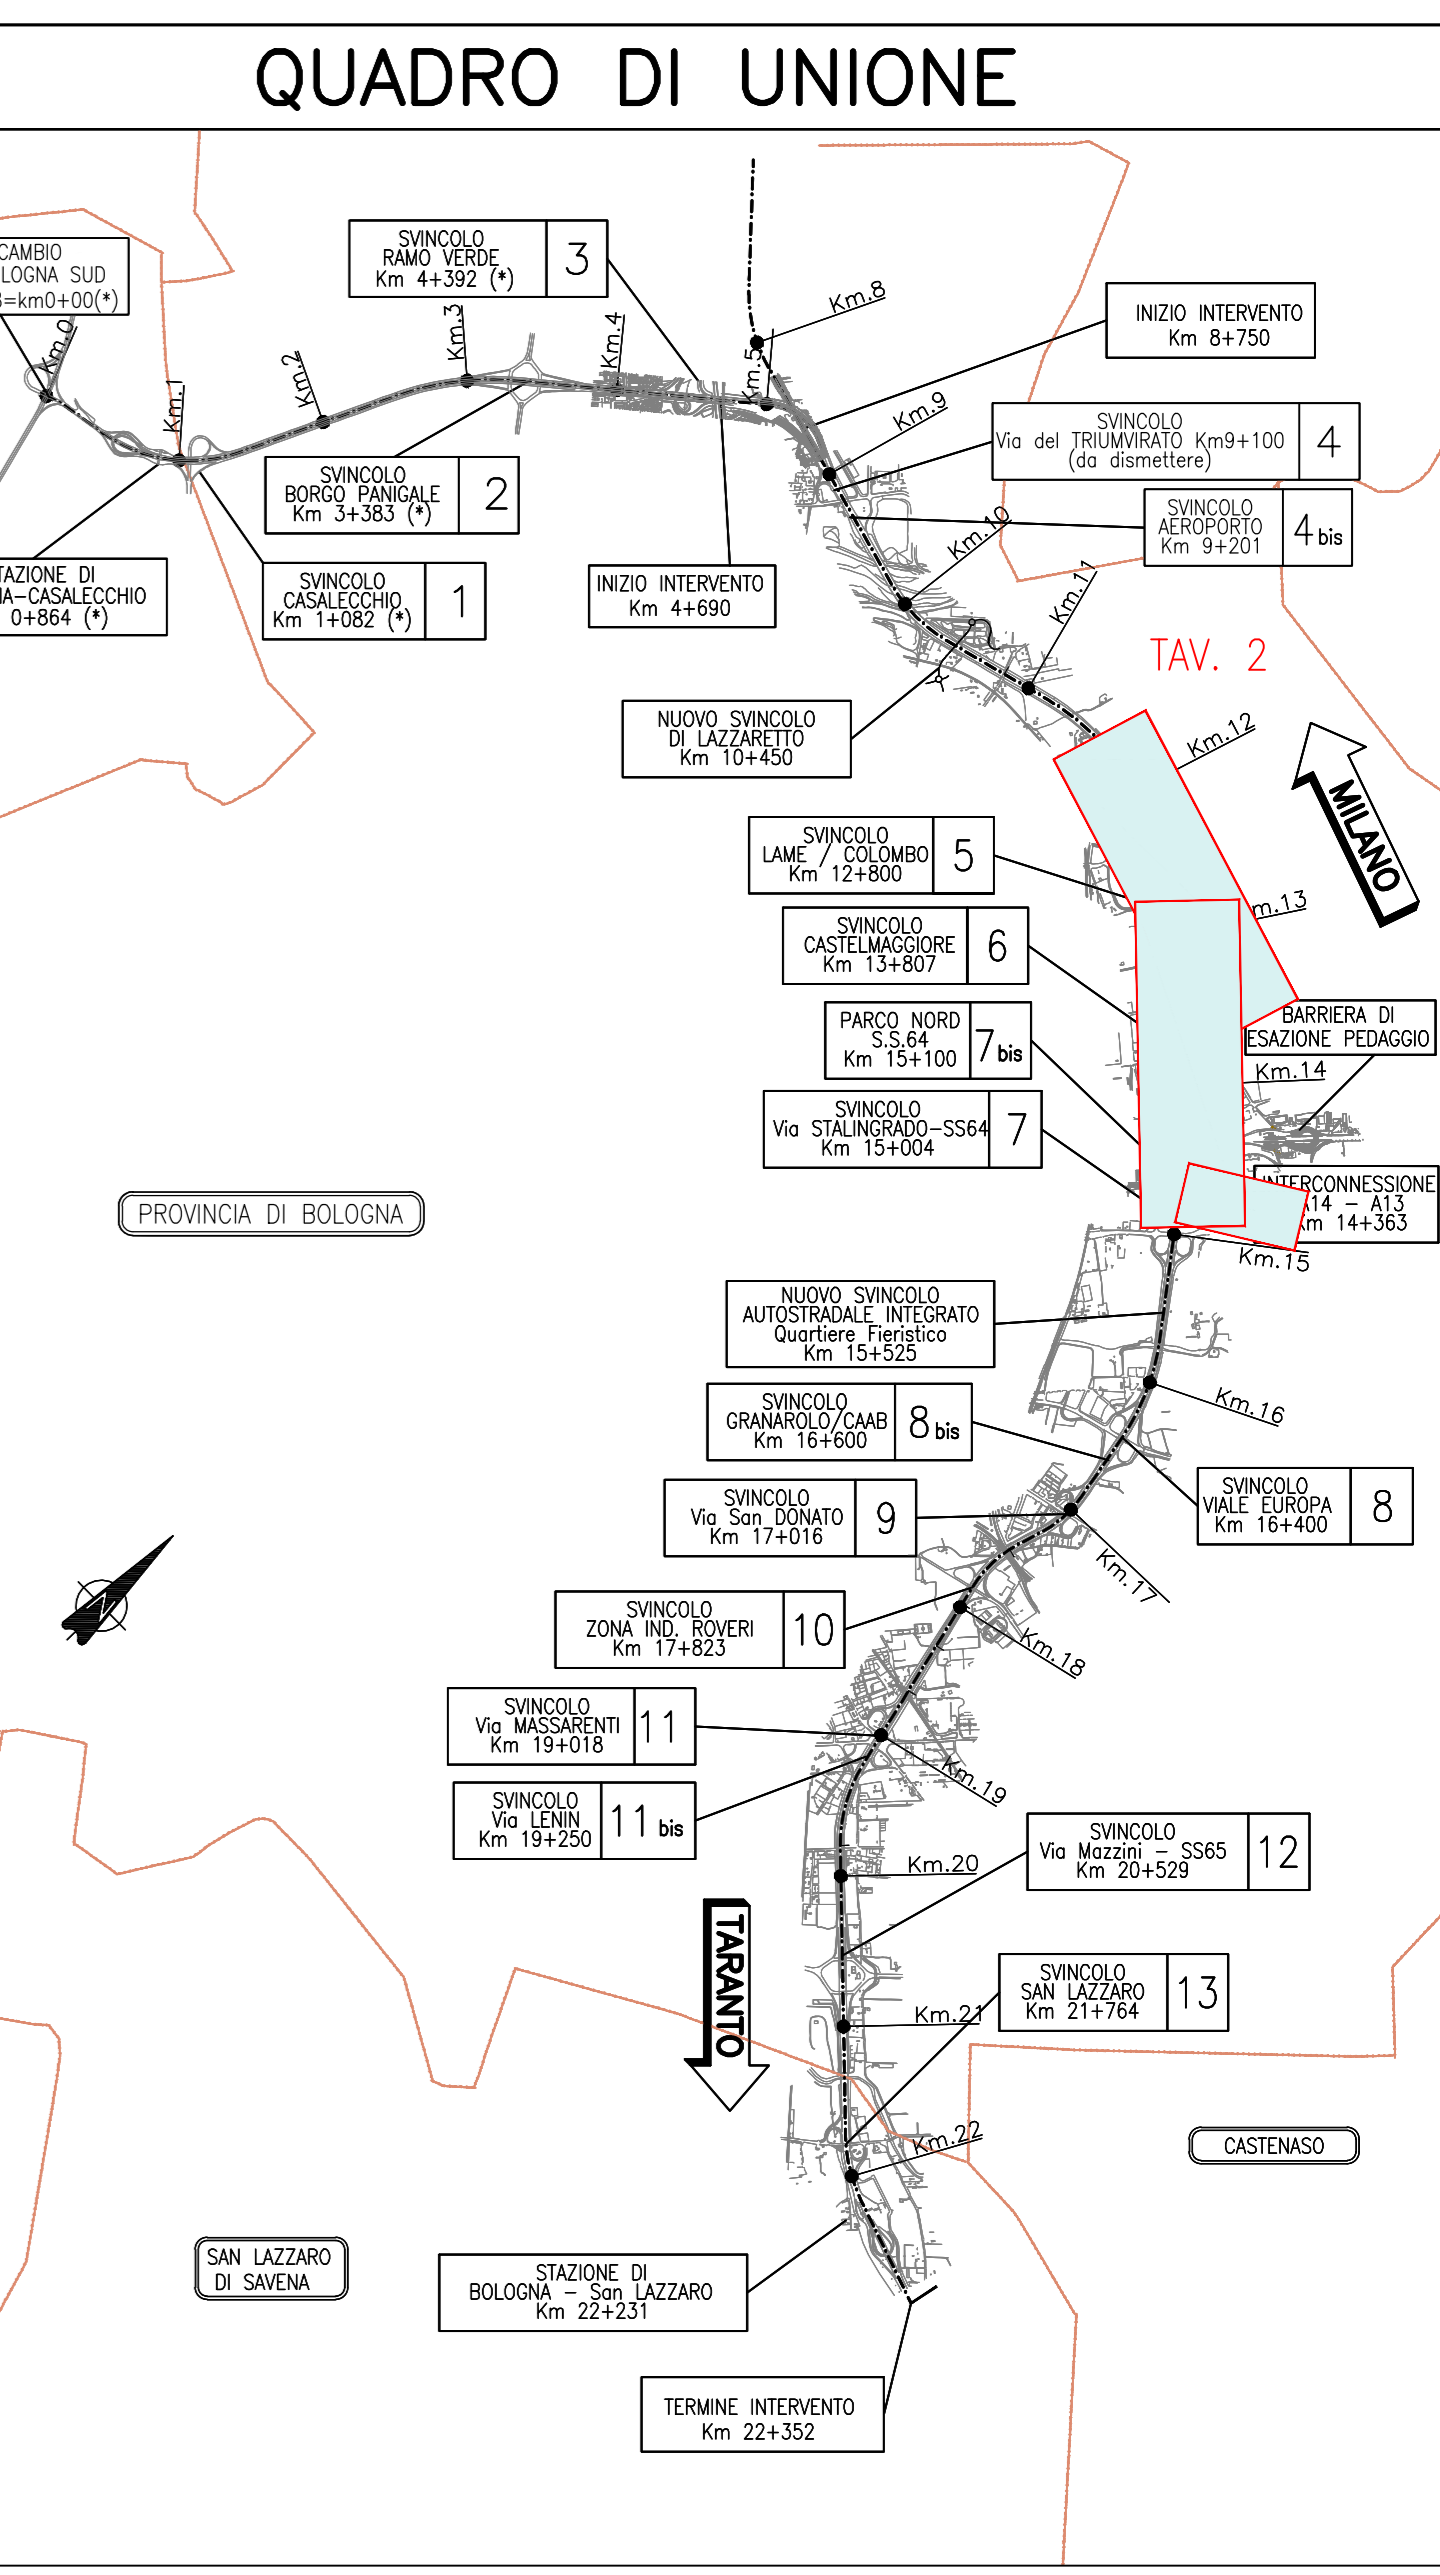 QUADRO DI UNIONE
CAMBIO
LOGNA SUD
=km0+00(*)
Km.0
Km.1
Km.2
Km.3
Km.4
Km.5
SVINCOLO
RAMO VERDE
Km 4+392 (*)
3
Km.8
INIZIO INTERVENTO
Km 8+750
Km.9
SVINCOLO
Via del TRIUMVIRATO Km9+100
(da dismettere)
4
SVINCOLO
BORGO PANIGALE
Km 3+383 (*)
2
SVINCOLO
AEROPORTO
Km 9+201
4 bis
Km.10
TAZIONE DI
A-CASALECCHIO
0+864 (*)
SVINCOLO
CASALECCHIO
Km 1+082 (*)
1
INIZIO INTERVENTO
Km 4+690
Km.11
TAV. 2
NUOVO SVINCOLO
DI LAZZARETTO
Km 10+450
Km.12
MILANO
SVINCOLO
LAME / COLOMBO
Km 12+800
5
m.13
SVINCOLO
CASTELMAGGIORE
Km 13+807
6
PARCO NORD
S.S.64
Km 15+100
7 bis
BARRIERA DI
ESAZIONE PEDAGGIO
Km.14
SVINCOLO
Via STALINGRADO-SS64
Km 15+004
7
INTERCONNESSIONE
A14 - A13
Km 14+363
Km.15
PROVINCIA DI BOLOGNA
NUOVO SVINCOLO
AUTOSTRADALE INTEGRATO
Quartiere Fieristico
Km 15+525
SVINCOLO
GRANAROLO/CAAB
Km 16+600
8 bis
Km.16
SVINCOLO
Via San DONATO
Km 17+016
9
SVINCOLO
VIALE EUROPA
Km 16+400
8
Km.17
SVINCOLO
ZONA IND. ROVERI
Km 17+823
10
Km.18
SVINCOLO
Via MASSARENTI
Km 19+018
11
Km.19
SVINCOLO
Via LENIN
Km 19+250
11 bis
SVINCOLO
Via Mazzini - SS65
Km 20+529
12
Km.20
TARANTO
SVINCOLO
SAN LAZZARO
Km 21+764
13
Km.21
Km.22
CASTENASO
SAN LAZZARO
DI SAVENA
STAZIONE DI
BOLOGNA - San LAZZARO
Km 22+231
TERMINE INTERVENTO
Km 22+352